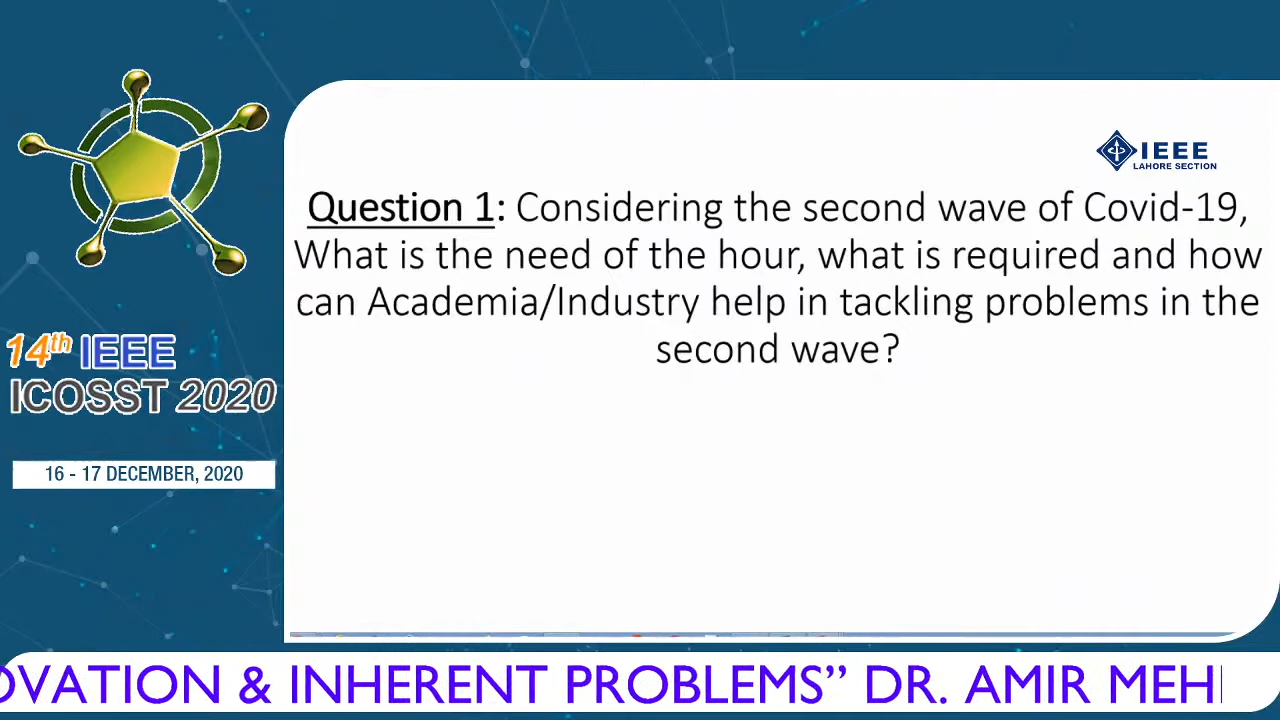 IEEE
LAHORE SECTION
Question 1: Considering the second wave of Covid-19,
What is the need of the hour, what is required and how
can Academia/Industry help in tackling problems in the
second wave?
14th IEEE
ICOSST 2020
16 - 17 DECEMBER, 2020
OVATION & INHERENT PROBLEMS” DR. AMIR MEH